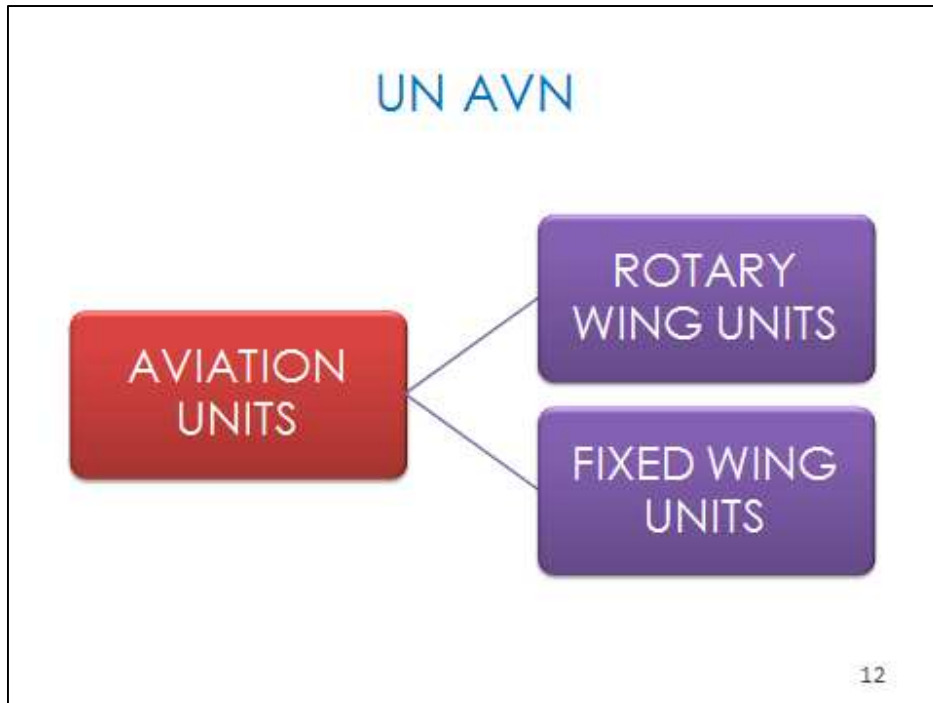 UN AVN
AVIATION
UNITS
ROTARY
WING UNITS
FIXED WING
UNITS
12